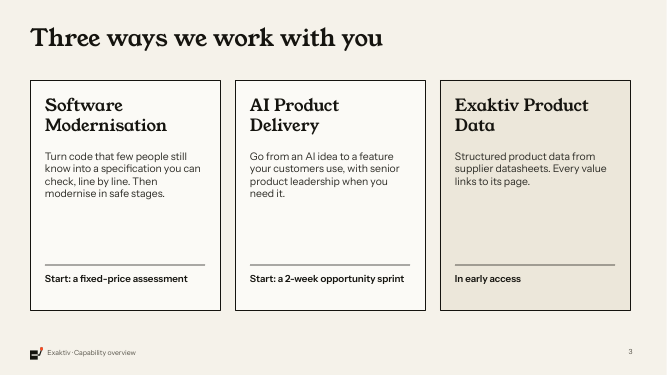 Three ways we work with you
Software
Modernisation
Turn code that few people still
know into a specification you can
check, line by line. Then
modernise in safe stages.
Start: a fixed-price assessment
AI Product
Delivery
Go from an AI idea to a feature
your customers use, with senior
product leadership when you
need it.
Start: a 2-week opportunity sprint
Exaktiv Product
Data
Structured product data from
supplier datasheets. Every value
links to its page.
In early access
Exaktiv · Capability overview
3